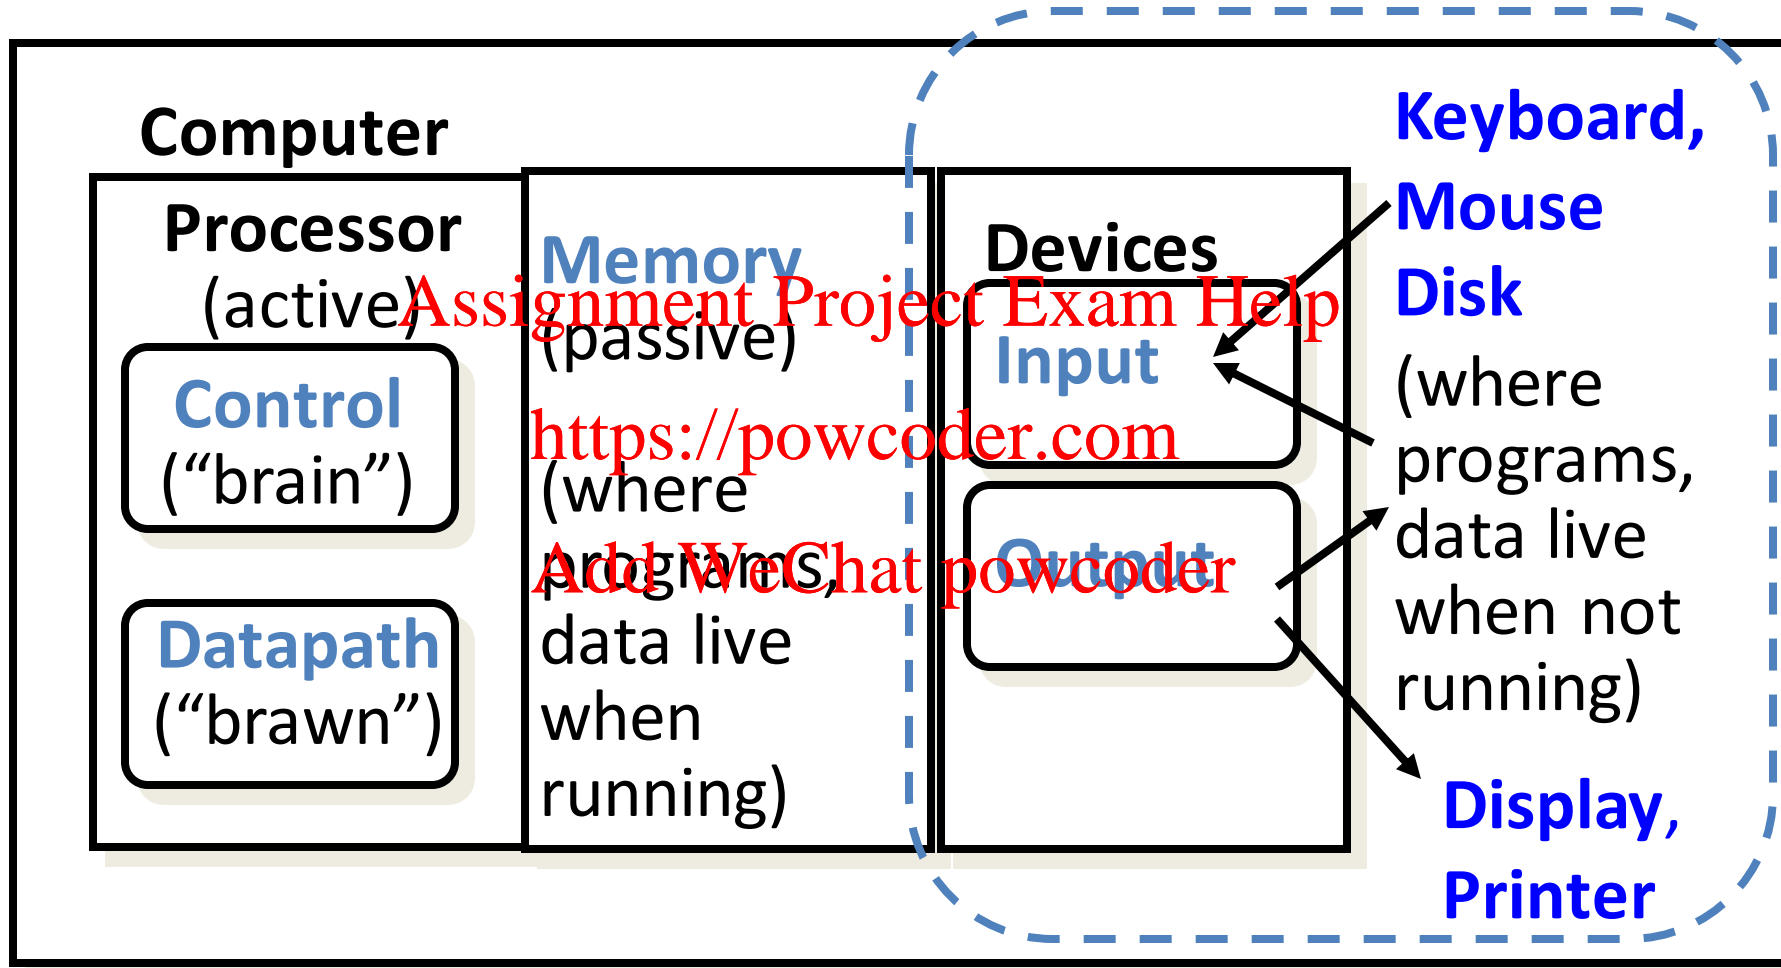 Computer
Processor
(active)
Control
(“brain”)
Datapath
(“brawn”)
Memory
(passive)
(where
programs,
data live
when
running)
Devices
Input
Output
Keyboard,
Mouse
Disk
(where
programs,
data live
when not
running)
Display,
Printer
Assignment Project Exam Help
https://powcoder.com
Add WeChat powcoder